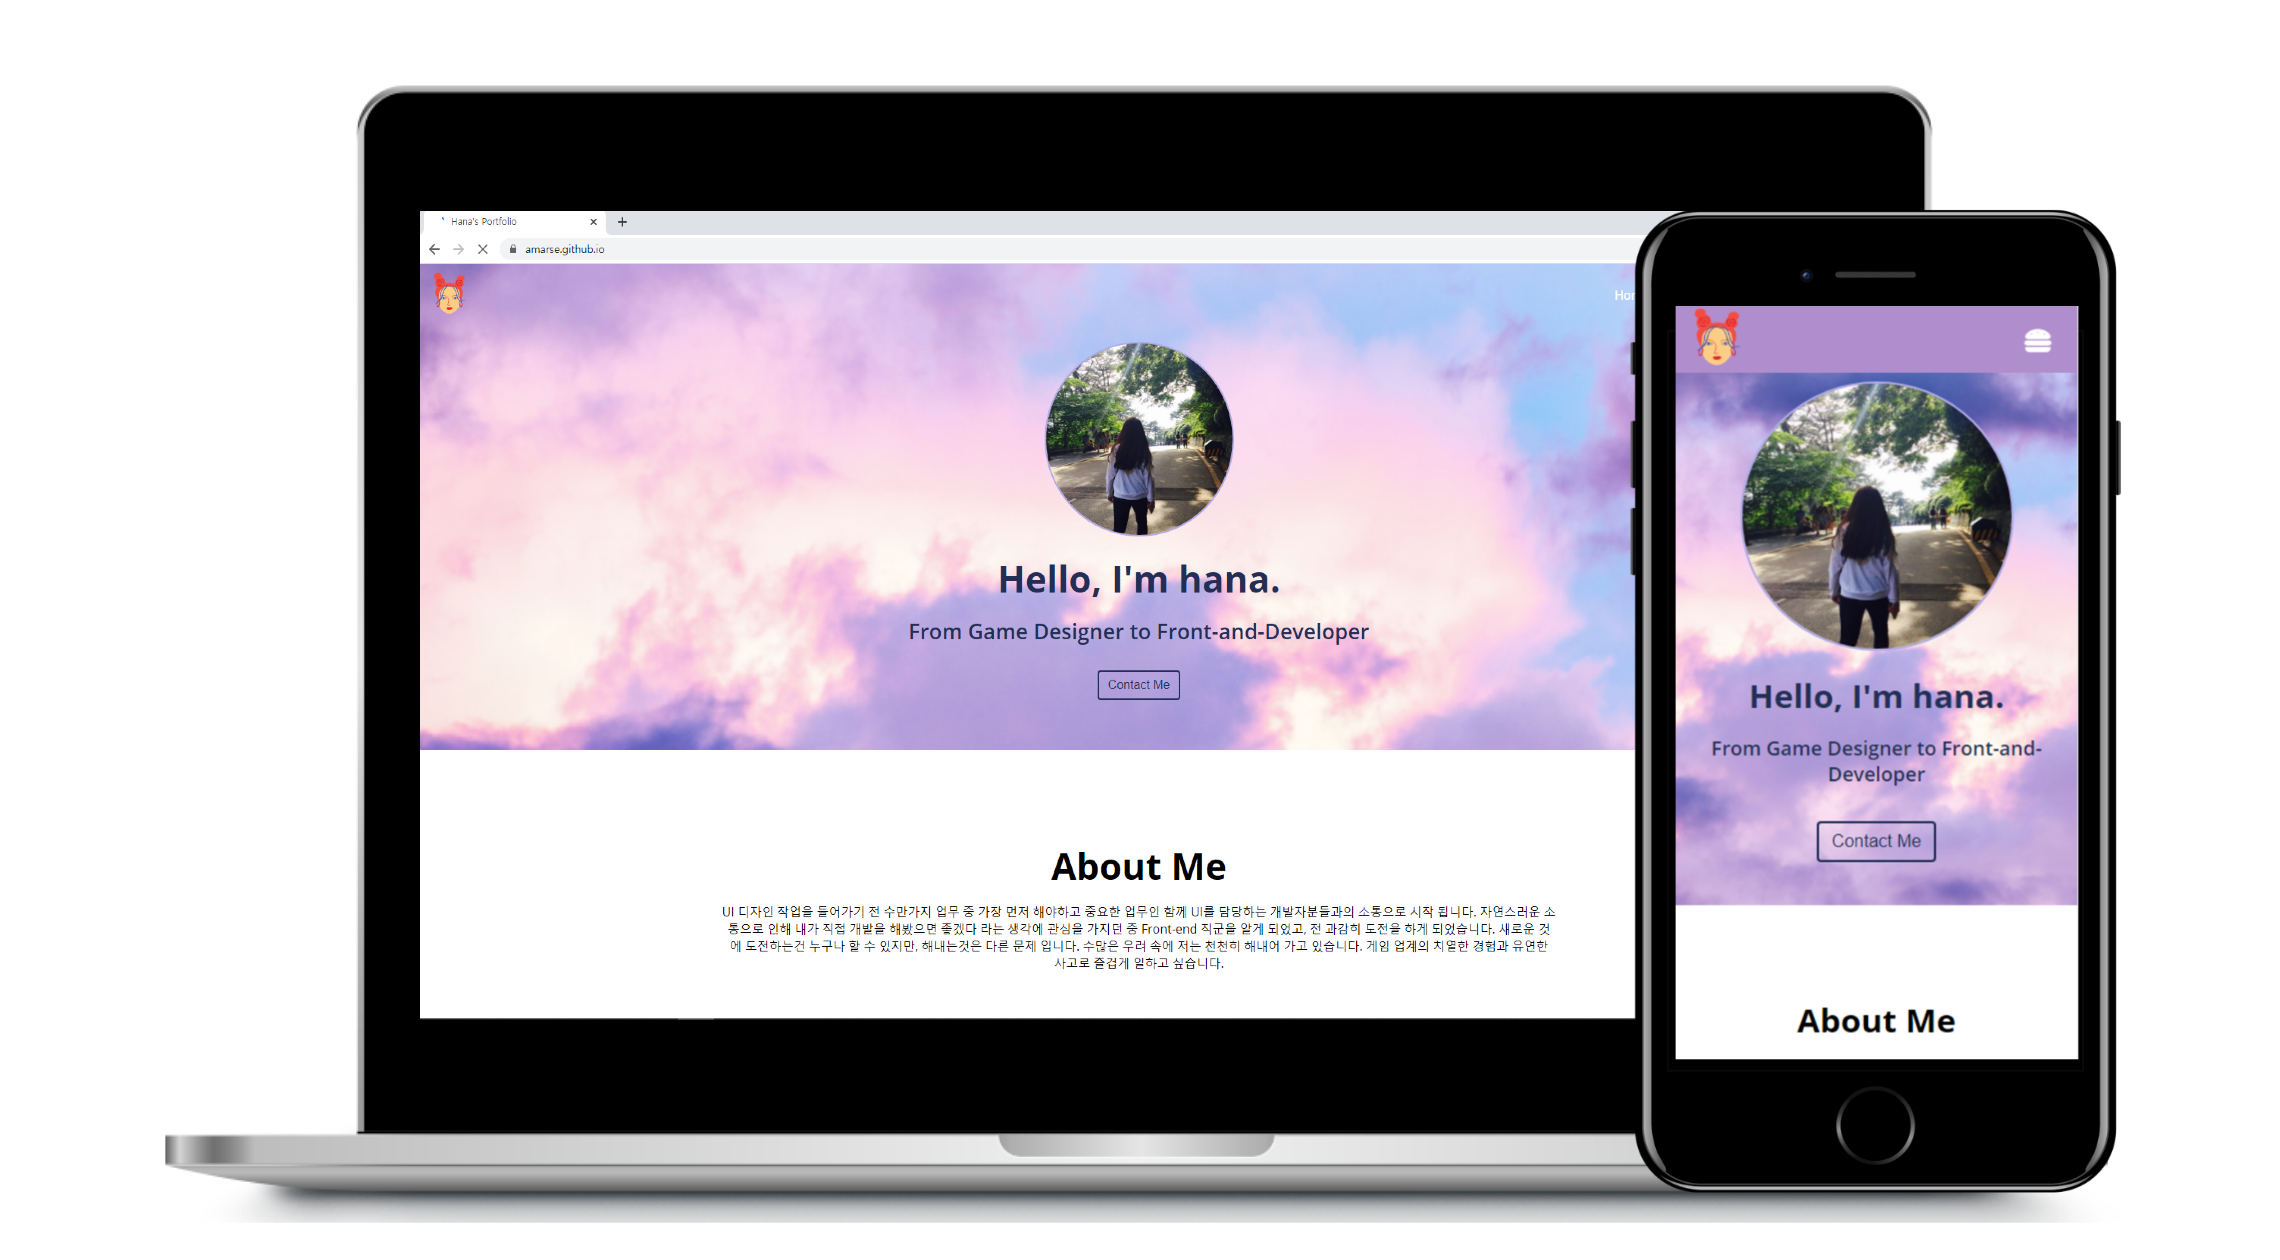 Hana's Portfolio
amarse.github.io
Hello, I'm hana.
From Game Designer to Front-and-Developer
Contact Me
About Me
UI 디자인 작업을 들어가기 전 수만가지 업무 중 가장 먼저 해야하고 중요한 업무인 함께 UI를 담당하는 개발자분들과의 소통으로 시작 됩니다. 자연스러운 소
통으로 인해 내가 직접 개발을 해봤으면 좋겠다 라는 생각에 관심을 가지던 중 Front-end 직군을 알게 되었고, 전 과감히 도전을 하게 되었습니다. 새로운 것
에 도전하는건 누구나 할 수 있지만, 해내는것은 다른 문제 입니다. 수많은 우려 속에 저는 천천히 해내어 가고 있습니다. 게임 업계의 치열한 경험과 유연한
사고로 즐겁게 일하고 싶습니다.
Hello, I'm hana.
From Game Designer to Front-and-
Developer
Contact Me
About Me